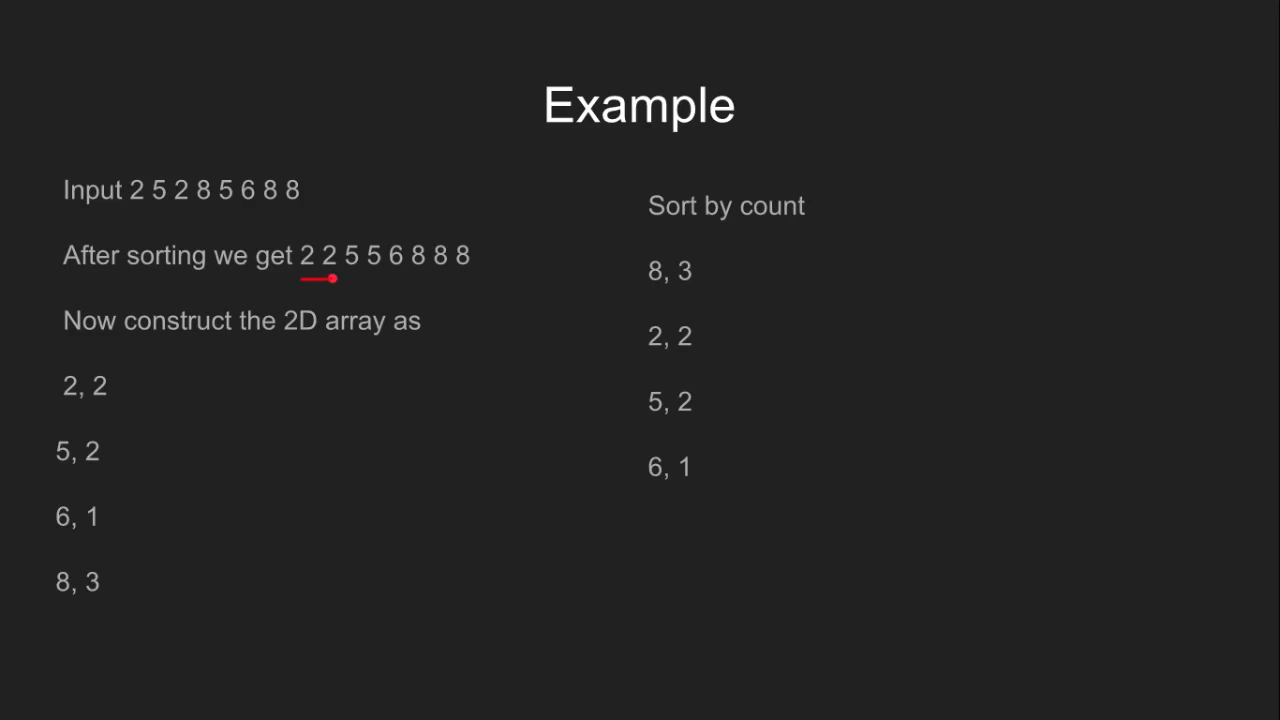 Example
Input 2 5 2 8 5 6 8 8
After sorting we get 2 2 5 5 6 8 8 8
Now construct the 2D array as
2, 2
5, 2
6, 1
8, 3
Sort by count
8, 3
2, 2
5, 2
6, 1